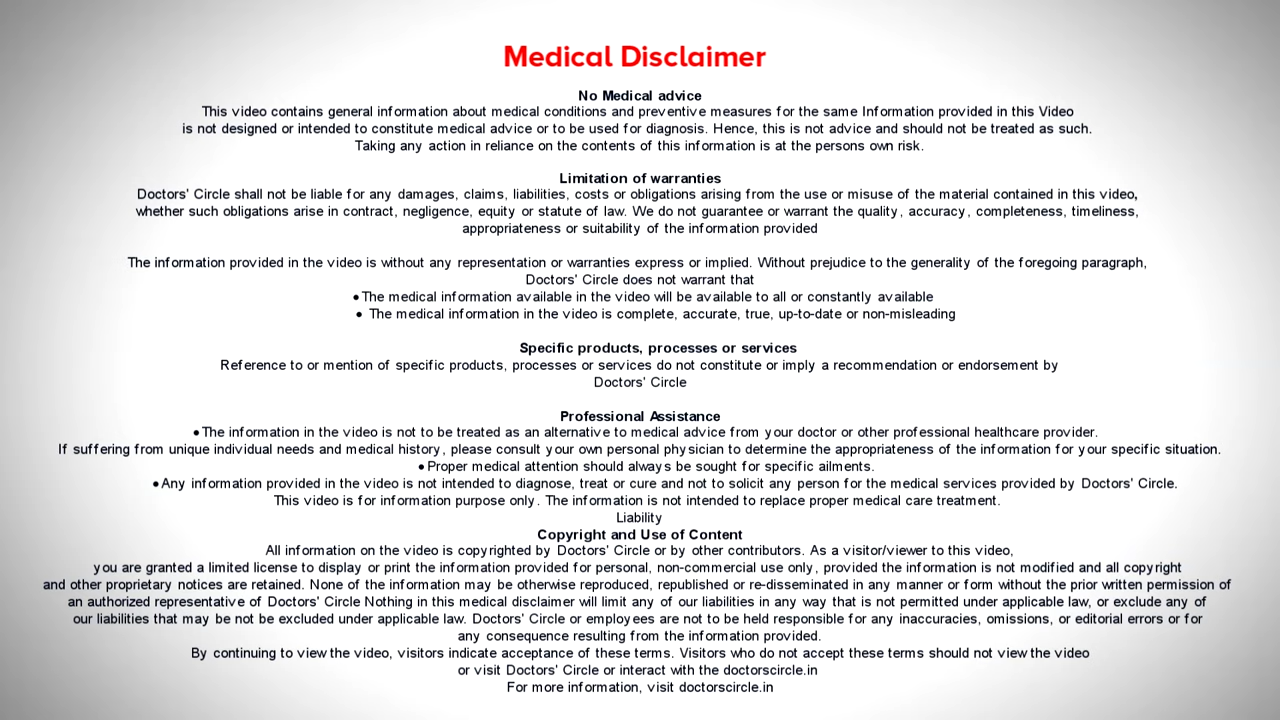 Medical Disclaimer
No Medical advice
This video contains general information about medical conditions and preventive measures for the same Information provided in this Video
is not designed or intended to constitute medical advice or to be used for diagnosis. Hence, this is not advice and should not be treated as such.
Taking any action in reliance on the contents of this information is at the persons own risk.
Limitation of warranties
Doctors' Circle shall not be liable for any damages, claims, liabilities, costs or obligations arising from the use or misuse of the material contained in this video,
whether such obligations arise in contract, negligence, equity or statute of law. We do not guarantee or warrant the quality, accuracy, completeness, timeliness,
appropriateness or suitability of the information provided
The information provided in the video is without any representation or warranties express or implied. Without prejudice to the generality of the foregoing paragraph,
Doctors' Circle does not warrant that
•The medical information available in the video will be available to all or constantly available
• The medical information in the video is complete, accurate, true, up-to-date or non-misleading
Specific products, processes or services
Reference to or mention of specific products, processes or services do not constitute or imply a recommendation or endorsement by
Doctors' Circle
Professional Assistance
•The information in the video is not to be treated as an alternative to medical advice from your doctor or other professional healthcare provider.
If suffering from unique individual needs and medical history, please consult your own personal physician to determine the appropriateness of the information for your specific situation.
•Proper medical attention should always be sought for specific ailments.
•Any information provided in the video is not intended to diagnose, treat or cure and not to solicit any person for the medical services provided by Doctors' Circle.
This video is for information purpose only. The information is not intended to replace proper medical care treatment.
Liability
Copyright and Use of Content
All information on the video is copyrighted by Doctors' Circle or by other contributors. As a visitor/viewer to this video,
you are granted a limited license to display or print the information provided for personal, non-commercial use only, provided the information is not modified and all copyright
and other proprietary notices are retained. None of the information may be otherwise reproduced, republished or re-disseminated in any manner or form without the prior written permission of
an authorized representative of Doctors' Circle Nothing in this medical disclaimer will limit any of our liabilities in any way that is not permitted under applicable law, or exclude any of
our liabilities that may be not be excluded under applicable law. Doctors' Circle or employees are not to be held responsible for any inaccuracies, omissions, or editorial errors or for
any consequence resulting from the information provided.
By continuing to view the video, visitors indicate acceptance of these terms. Visitors who do not accept these terms should not view the video
or visit Doctors' Circle or interact with the doctorscircle.in
For more information, visit doctorscircle.in